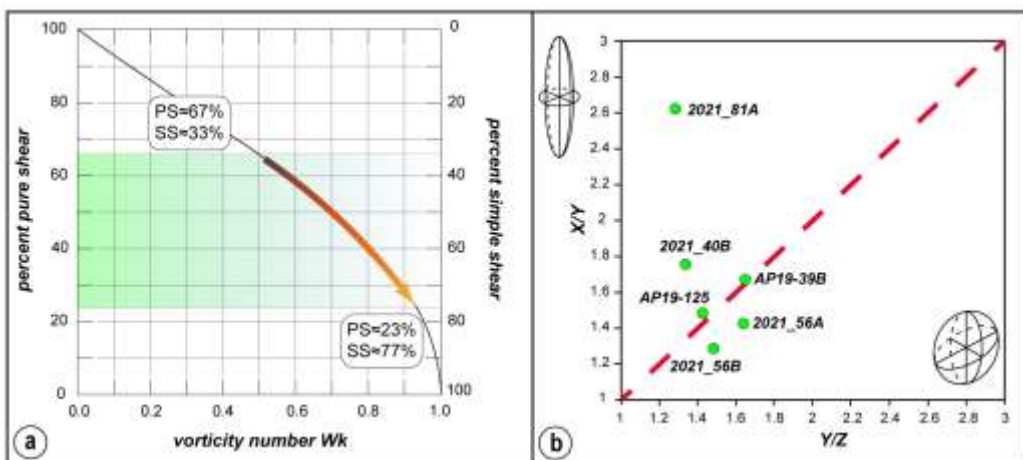 percent pure shear
100
80
60
40
20
0
PS=67%
SS=33%
PS=23%
SS=77%
0
20
40
60
80
100
percent simple shear
0.0
0.2
0.4
0.6
0.8
1.0
vorticity number Wk
a
X/Y
3
2.8
2.6
2.4
2.2
2
1.8
1.6
1.4
1.2
1
2021_81A
2021_40B
AP19-39B
AP19-125
2021_56A
2021_56B
1
1.2
1.4
1.6
1.8
2
2.2
2.4
2.6
2.8
3
Y/Z
b